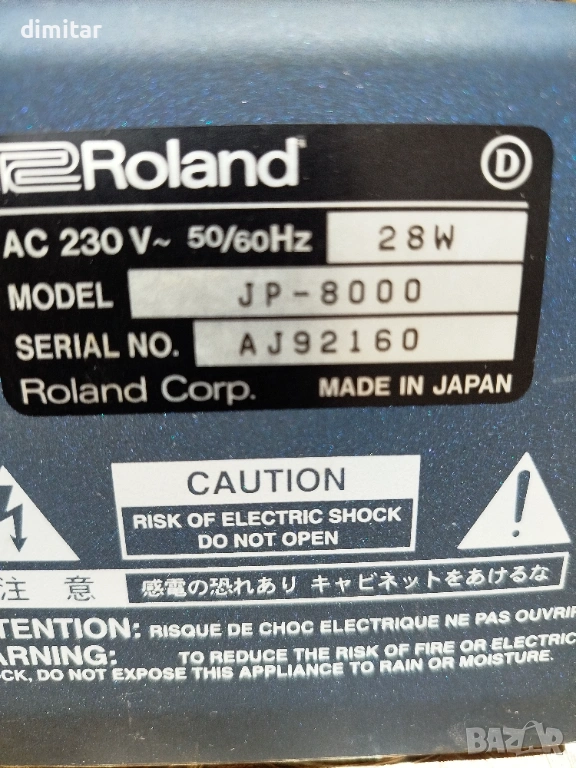 dimitar
Roland
D
AC 230 V~ 50/60Hz 28W
MODEL JP-8000
SERIAL NO. AJ92160
Roland Corp. MADE IN JAPAN
CAUTION
RISK OF ELECTRIC SHOCK
DO NOT OPEN
注 意 感電の恐れあり キャビネットをあけるな
TENTION: RISQUE DE CHOC ELECTRIQUE NE PAS OUVRIR
ARNING: TO REDUCE THE RISK OF FIRE OR ELECTRIC
CK, DO NOT EXPOSE THIS APPLIANCE TO RAIN OR MOISTURE.
BAZAR